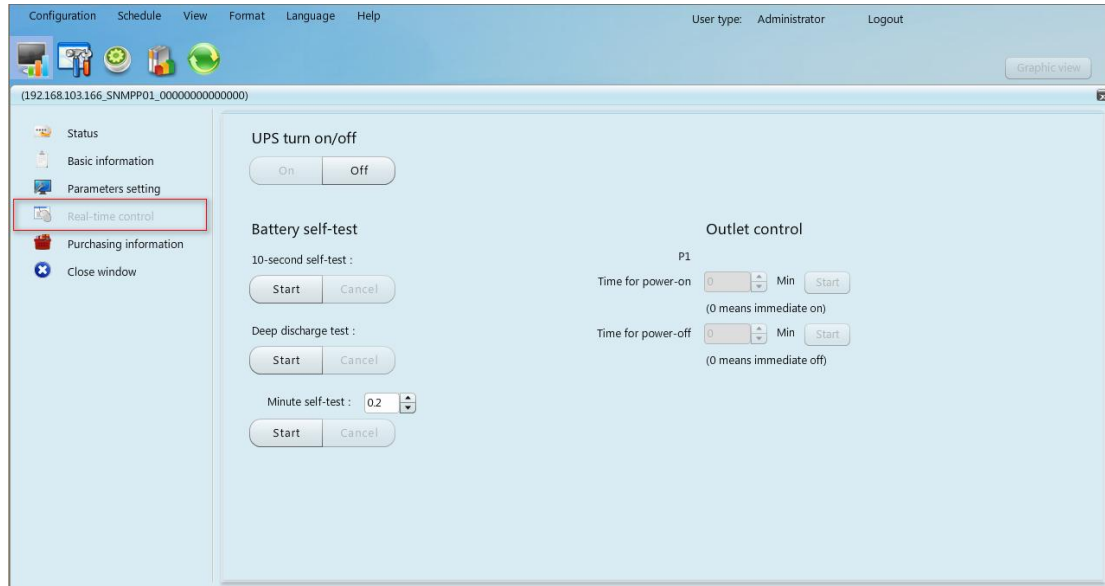 Configuration Schedule View Format Language Help User type: Administrator Logout
Graphic view
(192.168.103.166_SNMPP01_00000000000000)
Status
Basic information
Parameters setting
Real-time control
Purchasing information
Close window
UPS turn on/off
On Off
Battery self-test
10-second self-test :
Start Cancel
Deep discharge test :
Start Cancel
Minute self-test : 0.2
Start Cancel
Outlet control
P1
Time for power-on 0 Min Start
(0 means immediate on)
Time for power-off 0 Min Start
(0 means immediate off)